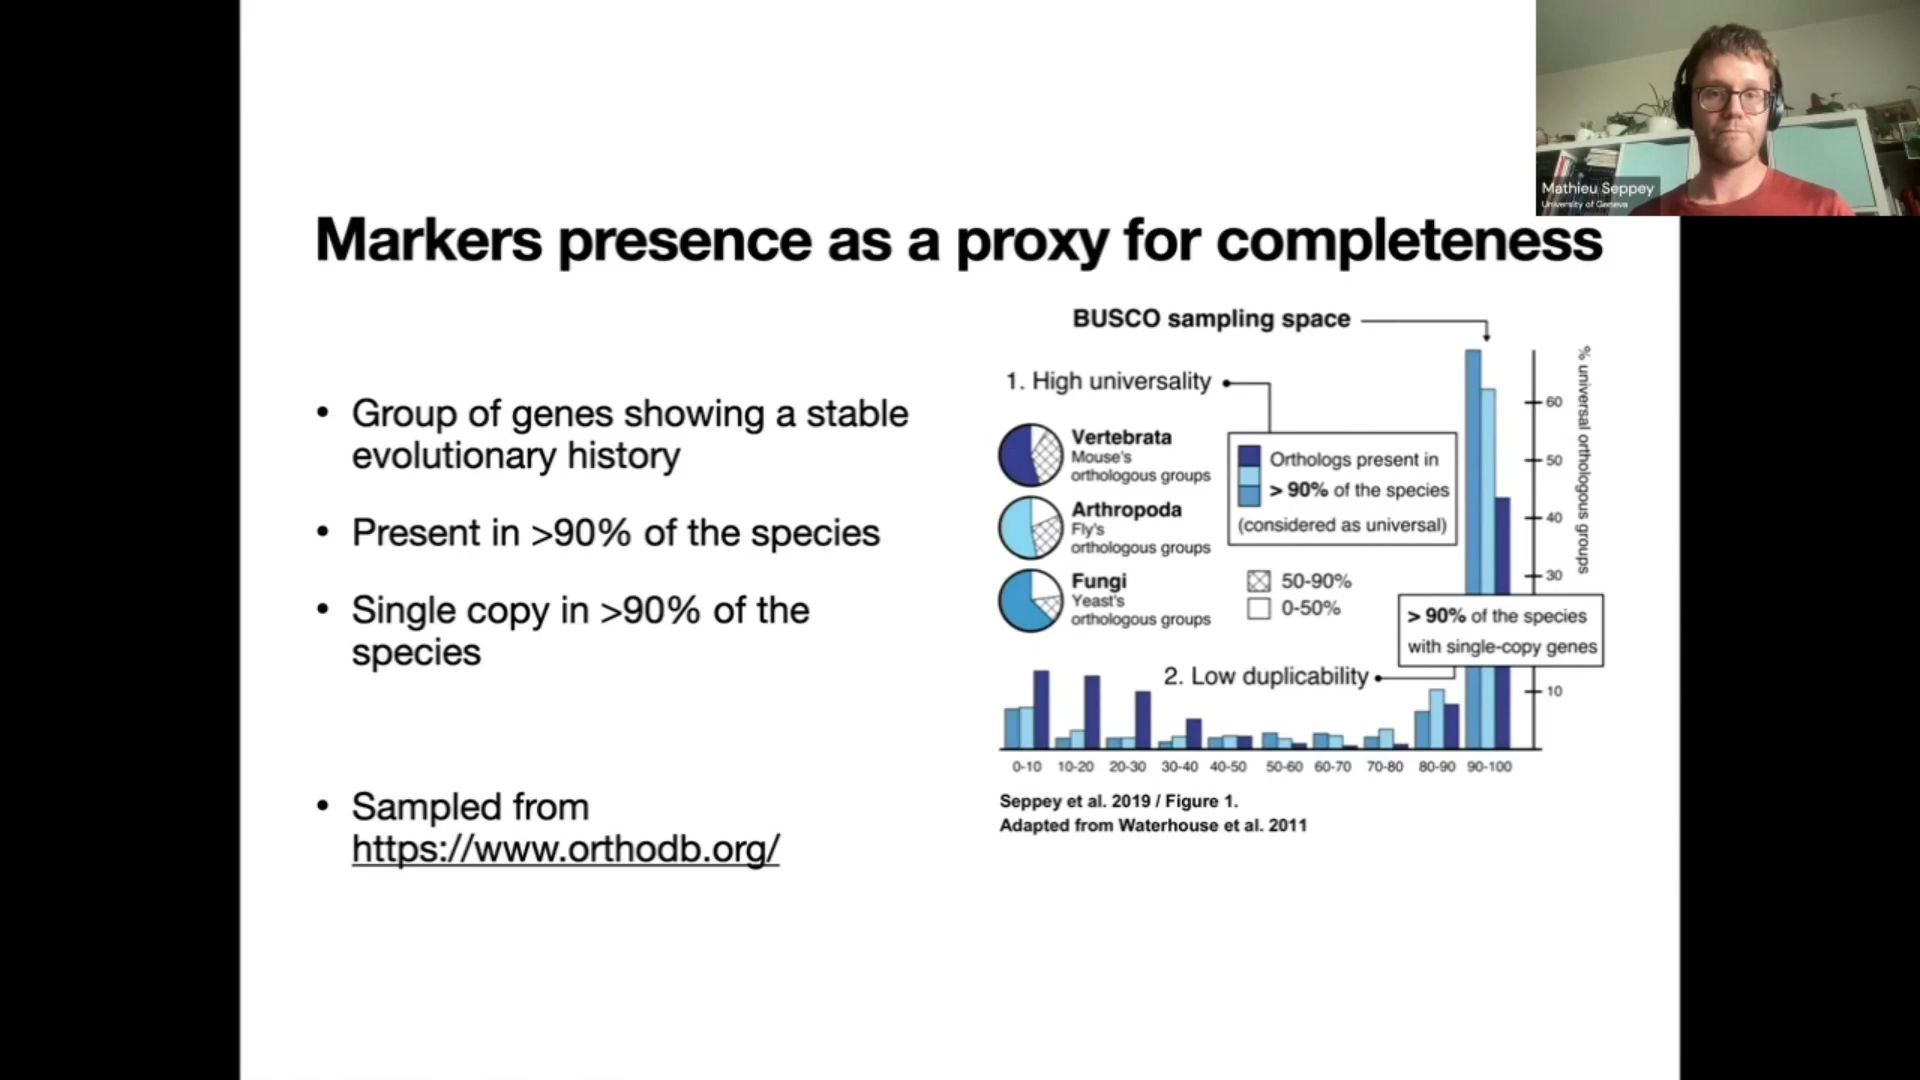 Mathieu Seppey
University of Geneva
Markers presence as a proxy for completeness
• Group of genes showing a stable
evolutionary history
• Present in >90% of the species
• Single copy in >90% of the
species
• Sampled from
https://www.orthodb.org/
BUSCO sampling space
1. High universality
Vertebrata
Mouse's
orthologous groups
Arthropoda
Fly's
orthologous groups
Fungi
Yeast's
orthologous groups
Orthologs present in
> 90% of the species
(considered as universal)
50-90%
0-50%
> 90% of the species
with single-copy genes
2. Low duplicability
% universal orthologous groups
60
50
40
30
10
0-10 10-20 20-30 30-40 40-50 50-60 60-70 70-80 80-90 90-100
Seppey et al. 2019 / Figure 1.
Adapted from Waterhouse et al. 2011